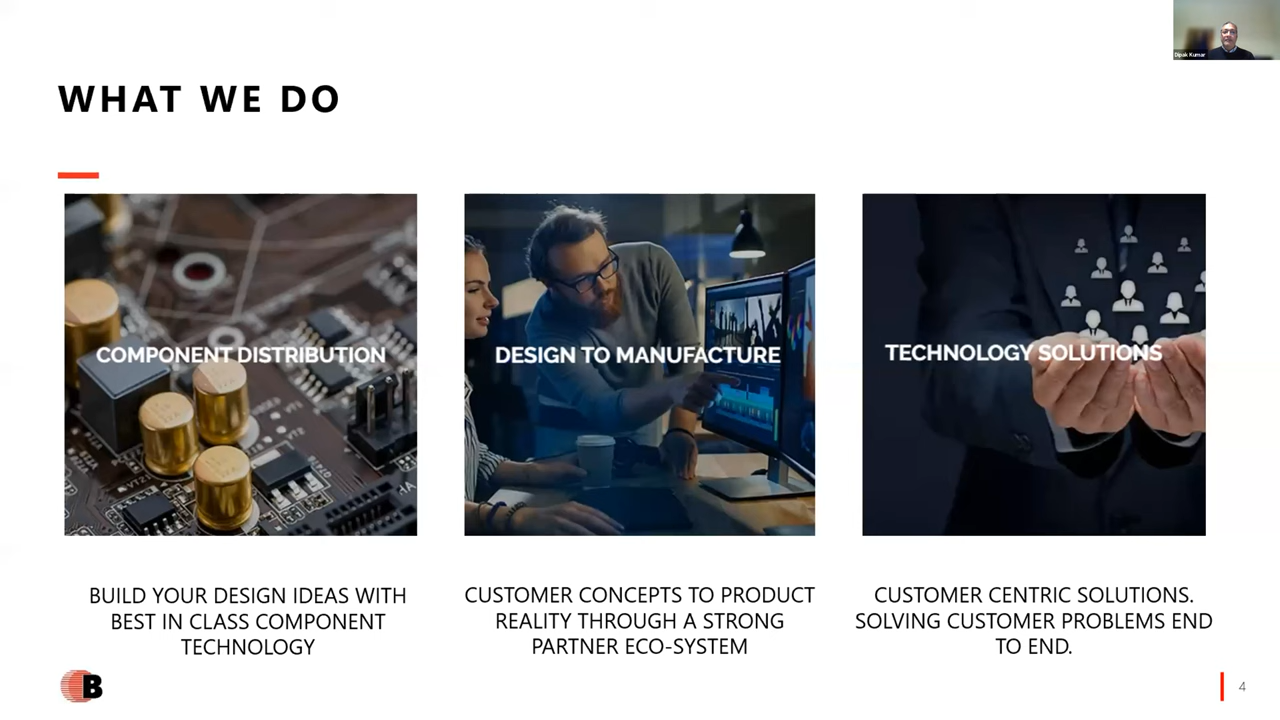 Dipak Kumar
WHAT WE DO
COMPONENT DISTRIBUTION
DESIGN TO MANUFACTURE
TECHNOLOGY SOLUTIONS
BUILD YOUR DESIGN IDEAS WITH
BEST IN CLASS COMPONENT
TECHNOLOGY
CUSTOMER CONCEPTS TO PRODUCT
REALITY THROUGH A STRONG
PARTNER ECO-SYSTEM
CUSTOMER CENTRIC SOLUTIONS.
SOLVING CUSTOMER PROBLEMS END
TO END.
B
4